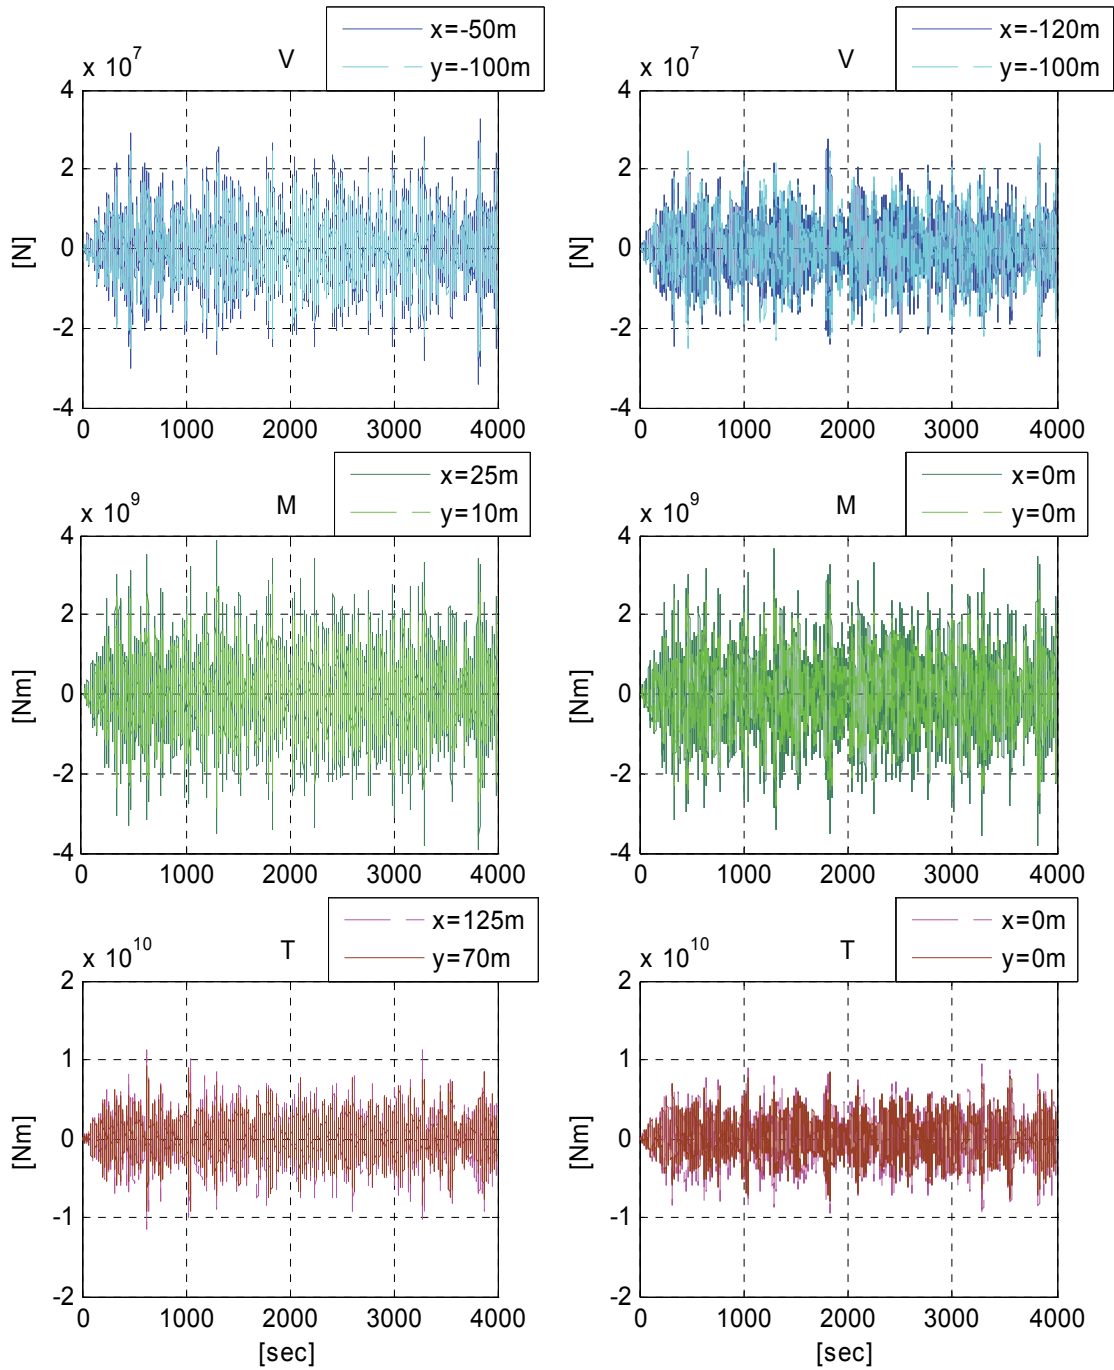 x=-50m
y=-100m
x 10^7
V
4
2
0
-2
-4
[N]
0 1000 2000 3000 4000
x=-120m
y=-100m
x 10^7
V
4
2
0
-2
-4
[N]
0 1000 2000 3000 4000
x=25m
y=10m
x 10^9
M
4
2
0
-2
-4
[Nm]
0 1000 2000 3000 4000
x=0m
y=0m
x 10^9
M
4
2
0
-2
-4
[Nm]
0 1000 2000 3000 4000
x=125m
y=70m
x 10^10
T
2
1
0
-1
-2
[Nm]
0 1000 2000 3000 4000
[sec]
x=0m
y=0m
x 10^10
T
2
1
0
-1
-2
[Nm]
0 1000 2000 3000 4000
[sec]